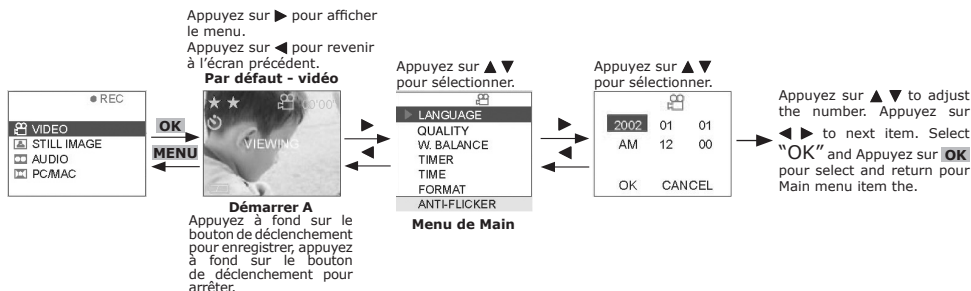 Appuyez sur ▶ pour afficher
le menu.
Appuyez sur ◀ pour revenir
à l'écran précédent.
Par défaut - vidéo
● REC
VIDEO
STILL IMAGE
AUDIO
PC/MAC
OK
MENU
00'00"
VIEWING
Démarrer A
Appuyez à fond sur le
bouton de déclenchement
pour enregistrer, appuyez
à fond sur le bouton
de déclenchement pour
arrêter.
Appuyez sur ▲ ▼
pour sélectionner.
LANGUAGE
QUALITY
W. BALANCE
TIMER
TIME
FORMAT
ANTI-FLICKER
Menu de Main
Appuyez sur ▲ ▼
pour sélectionner.
2002 01 01
AM 12 00
OK CANCEL
Appuyez sur ▲ ▼ to adjust
the number. Appuyez sur
◀ ▶ to next item. Select
"OK" and Appuyez sur OK
pour select and return pour
Main menu item the.